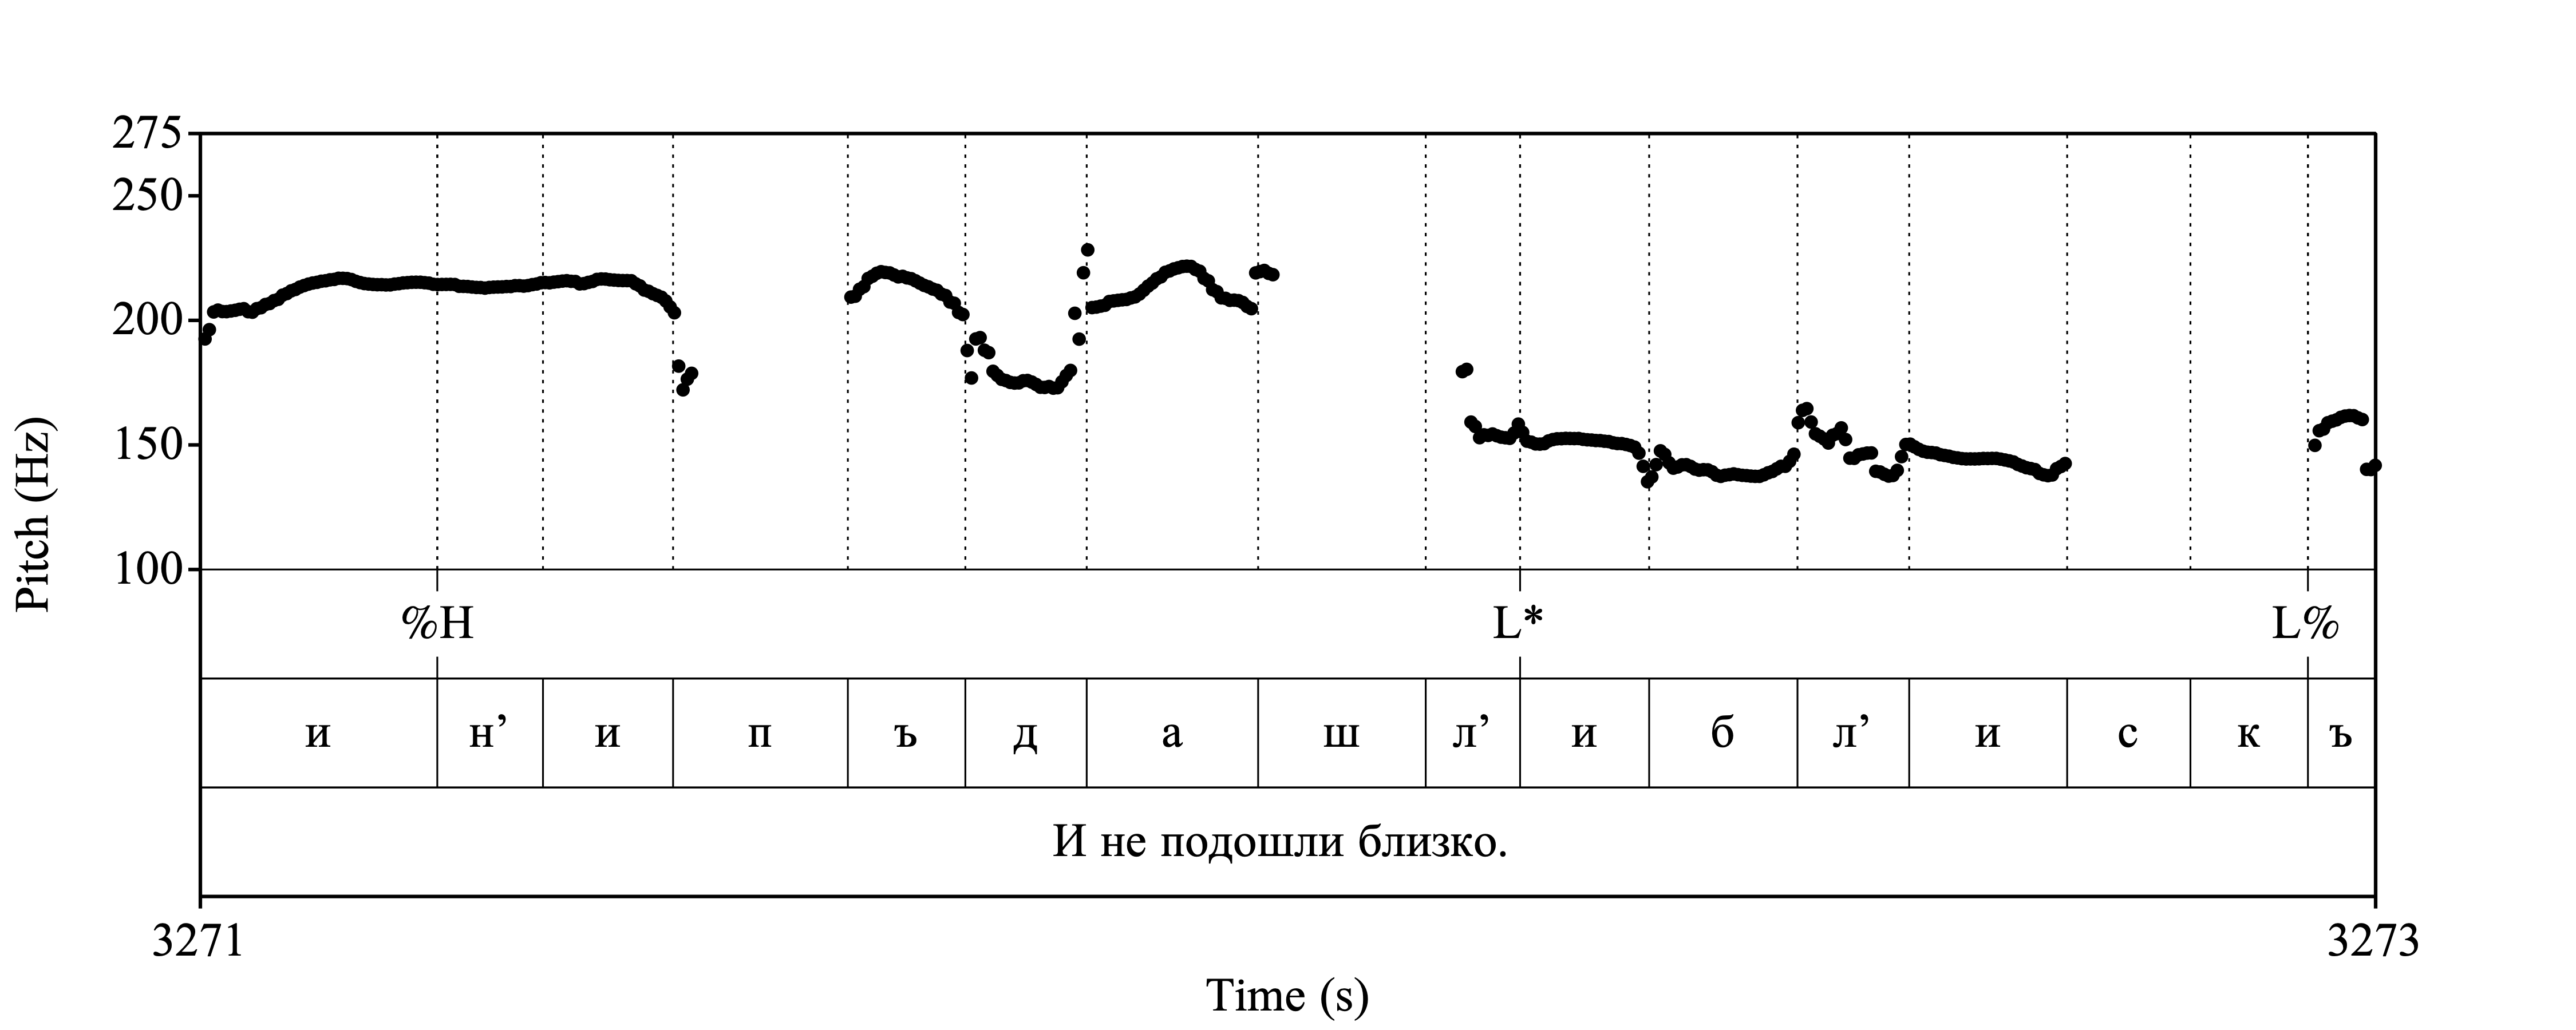 275
250
200
150
100
Pitch (Hz)
%H L* L%
и н’ и п ъ д а ш л’ и б л’ и с к ъ
И не подошли близко.
3271 3273
Time (s)